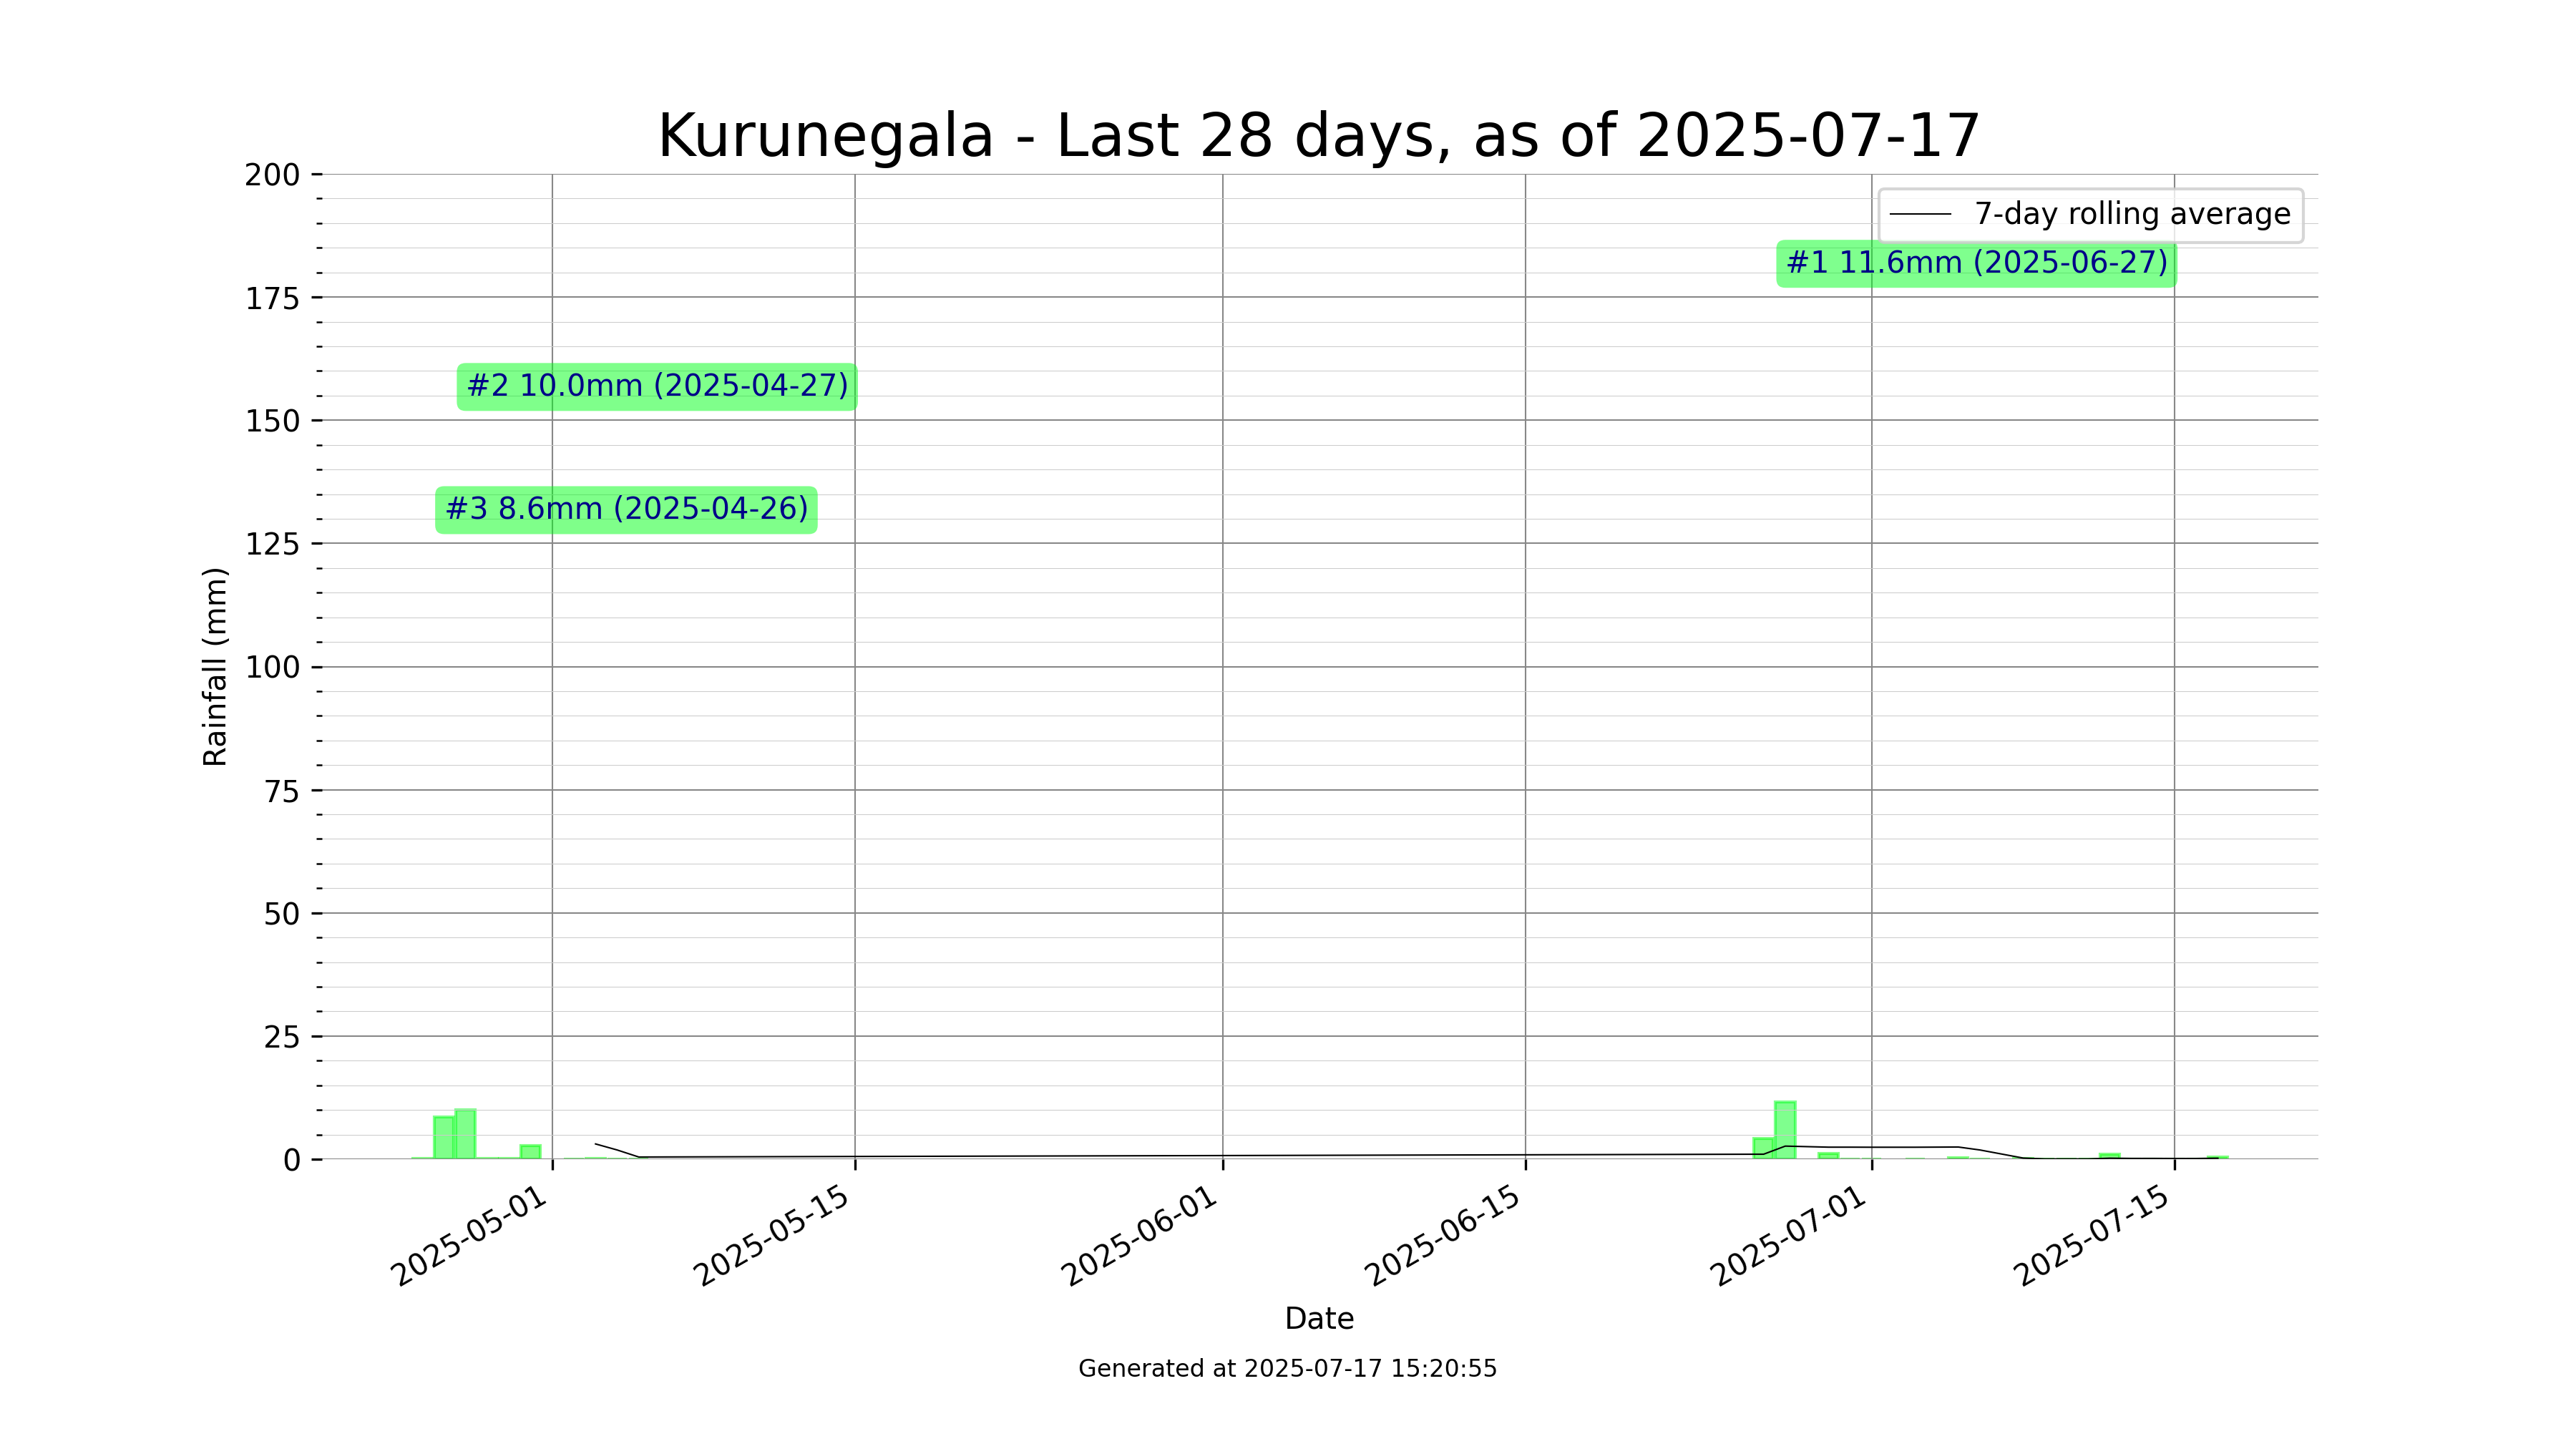 Kurunegala - Last 28 days, as of 2025-07-17
7-day rolling average
#1 11.6mm (2025-06-27)
#2 10.0mm (2025-04-27)
#3 8.6mm (2025-04-26)
Rainfall (mm)
200
175
150
125
100
75
50
25
0
2025-05-01
2025-05-15
2025-06-01
2025-06-15
2025-07-01
2025-07-15
Date
Generated at 2025-07-17 15:20:55